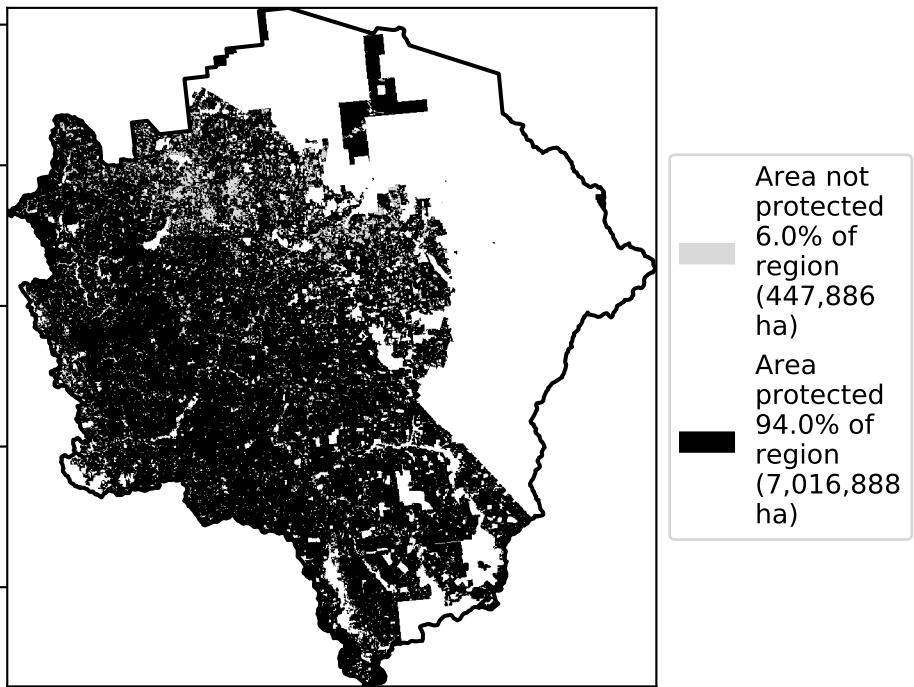 Area not
protected
6.0% of
region
(447,886
ha)
Area
protected
94.0% of
region
(7,016,888
ha)